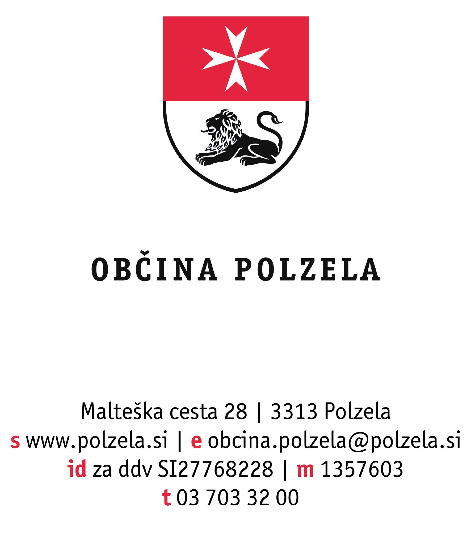 OBČINA POLZELA
Malteška cesta 28 | 3313 Polzela
s www.polzela.si | e obcina.polzela@polzela.si
id za ddv SI27768228 | m 1357603
t 03 703 32 00